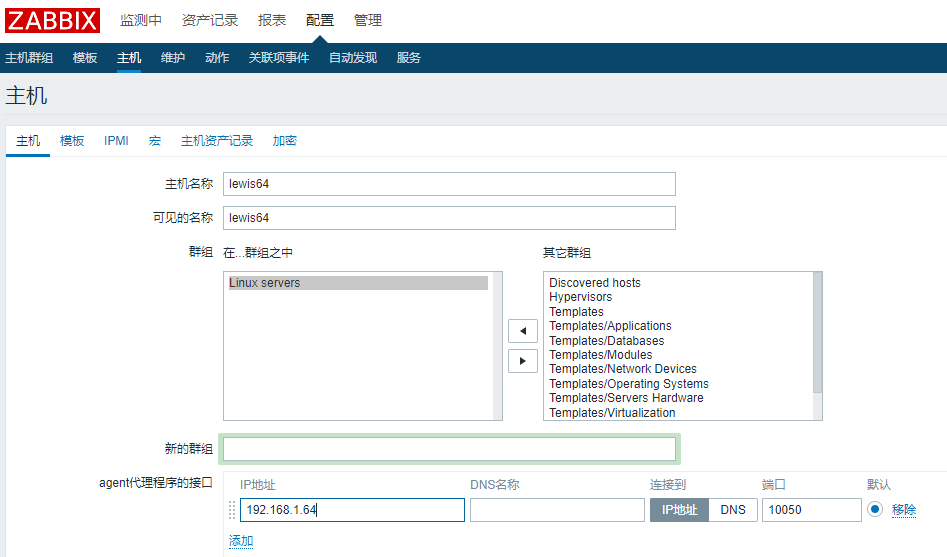 ZABBIX 监测中 资产记录 报表 配置 管理
主机群组 模板 主机 维护 动作 关联项事件 自动发现 服务
主机
主机 模板 IPMI 宏 主机资产记录 加密
主机名称 lewis64
可见的名称 lewis64
群组 在...群组之中 其它群组
Linux servers
Discovered hosts
Hypervisors
Templates
Templates/Applications
Templates/Databases
Templates/Modules
Templates/Network Devices
Templates/Operating Systems
Templates/Servers Hardware
Templates/Virtualization
新的群组
agent代理程序的接口 IP地址 DNS名称 连接到 端口 默认
192.168.1.64 IP地址 DNS 10050 移除
添加